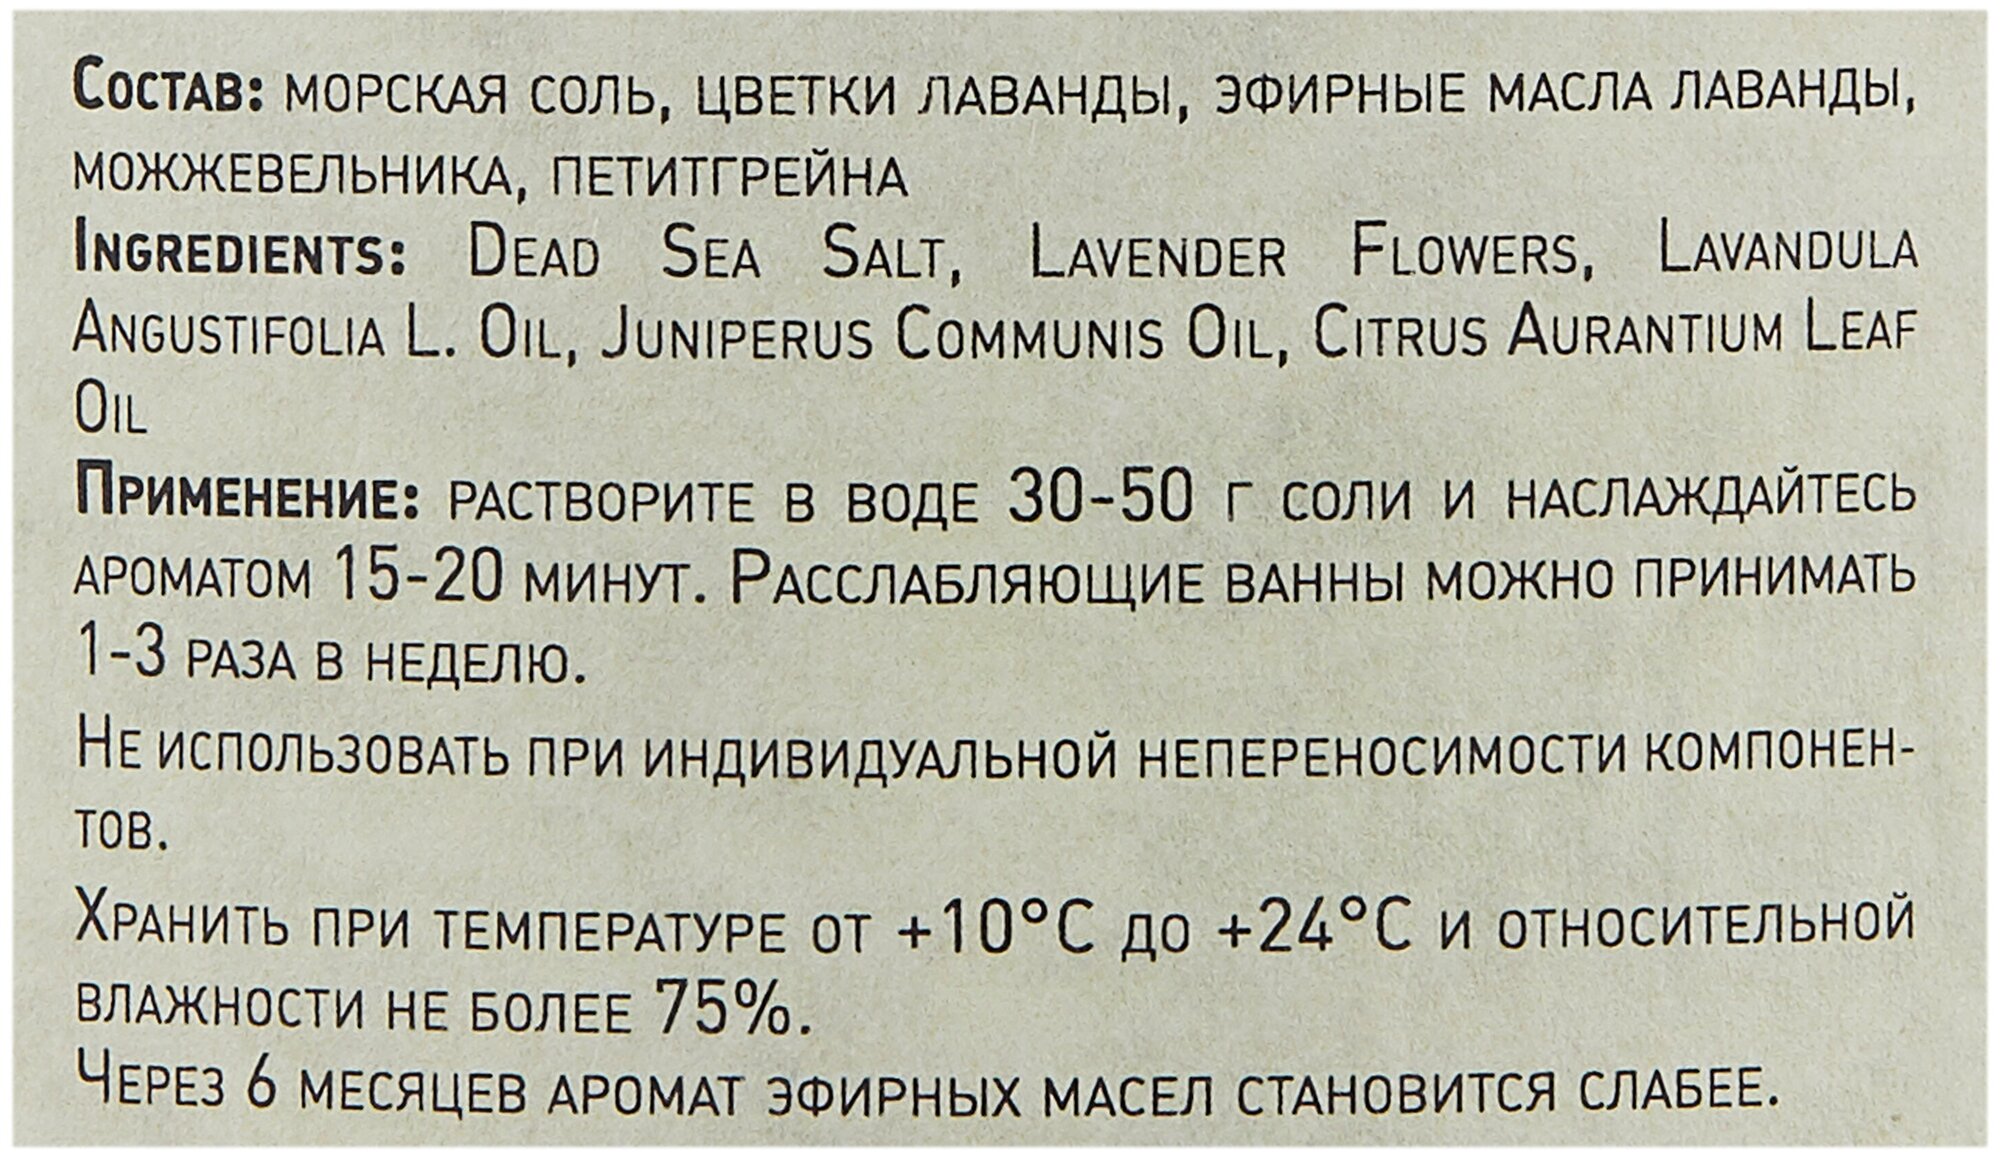 Состав: морская соль, цветки лаванды, эфирные масла лаванды,
можжевельника, петитгрейна
Ingredients: Dead Sea Salt, Lavender Flowers, Lavandula
Angustifolia L. Oil, Juniperus Communis Oil, Citrus Aurantium Leaf
Oil
Применение: растворите в воде 30-50 г соли и наслаждайтесь
ароматом 15-20 минут. Расслабляющие ванны можно принимать
1-3 раза в неделю.
Не использовать при индивидуальной непереносимости компонен-
тов.
Хранить при температуре от +10°С до +24°С и относительной
влажности не более 75%.
Через 6 месяцев аромат эфирных масел становится слабее.